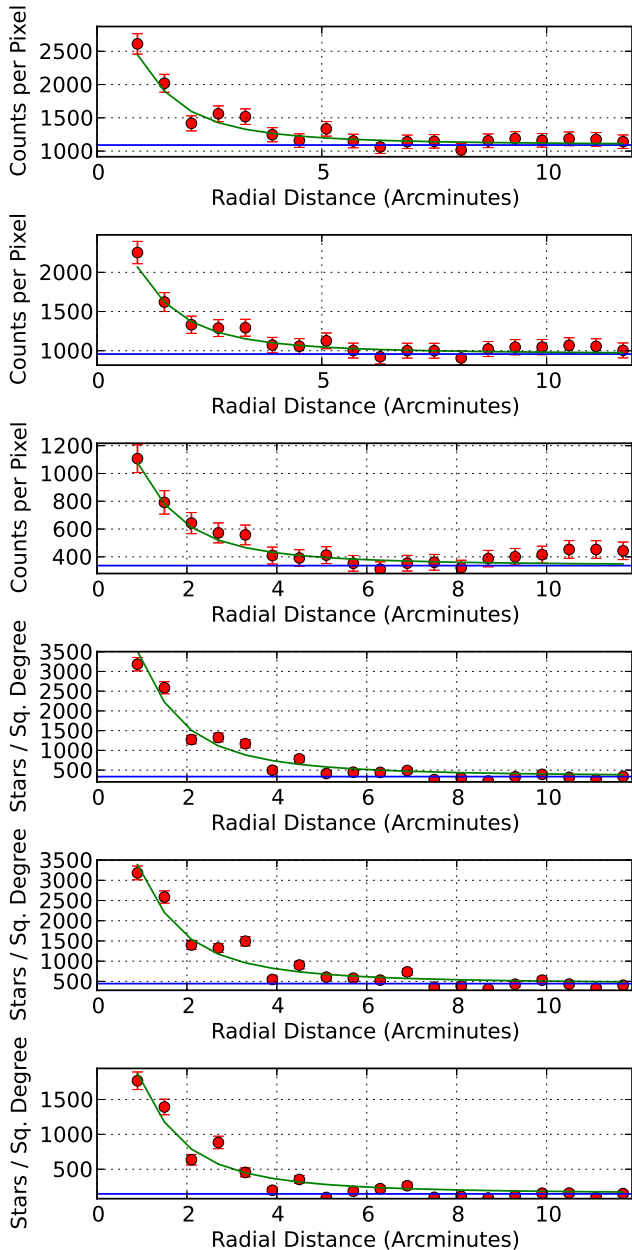 Counts per Pixel
2500
2000
1500
1000
0 5 10
Radial Distance (Arcminutes)
Counts per Pixel
2000
1500
1000
0 5 10
Radial Distance (Arcminutes)
Counts per Pixel
1200
1000
800
600
400
0 2 4 6 8 10
Radial Distance (Arcminutes)
Stars / Sq. Degree
3500
3000
2500
2000
1500
1000
500
0 2 4 6 8 10
Radial Distance (Arcminutes)
Stars / Sq. Degree
3500
3000
2500
2000
1500
1000
500
0 2 4 6 8 10
Radial Distance (Arcminutes)
Stars / Sq. Degree
1500
1000
500
0 2 4 6 8 10
Radial Distance (Arcminutes)